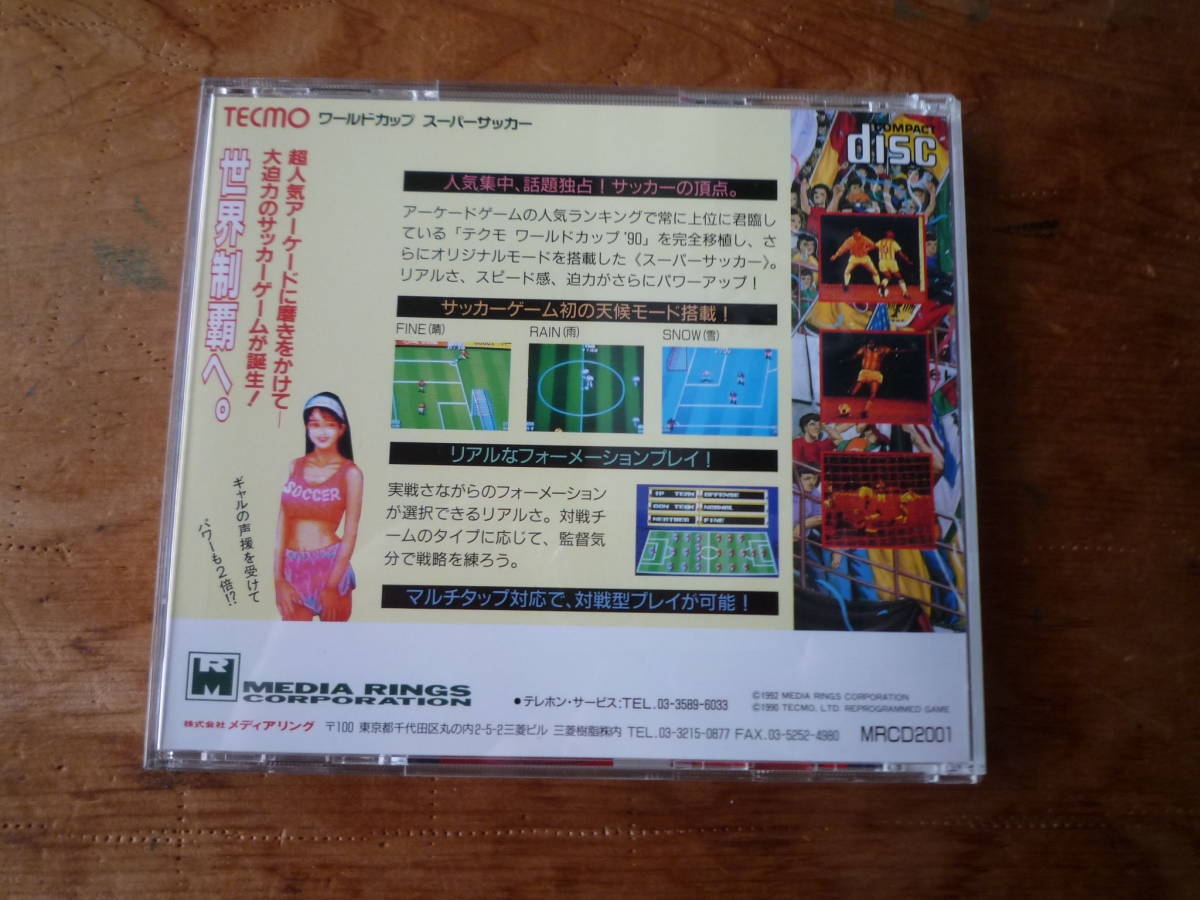 TECMO ワールドカップ スーパーサッカー
COMPACT
disc
超人気アーケードに磨きをかけて―
大迫力のサッカーゲームが誕生!
世界制覇へ。
人気集中、話題独占!サッカーの頂点。
アーケードゲームの人気ランキングで常に上位に君臨し
ている「テクモ ワールドカップ'90」を完全移植し、さ
らにオリジナルモードを搭載した《スーパーサッカー》。
リアルさ、スピード感、迫力がさらにパワーアップ!
サッカーゲーム初の天候モード搭載!
FINE(晴) RAIN(雨) SNOW(雪)
リアルなフォーメーションプレイ!
実戦さながらのフォーメーション
が選択できるリアルさ。対戦チ
ームのタイプに応じて、監督気
分で戦略を練ろう。
1P TEAM OFFENSE
COM TEAM NORMAL
WEATHER FINE
マルチタップ対応で、対戦型プレイが可能!
SOCCER
ギャルの声援を受けて
パワーも2倍!?
RM
MEDIA RINGS
CORPORATION
●テレホン・サービス:TEL.03-3589-6033
©1992 MEDIA RINGS CORPORATION
©1990 TECMO, LTD. REPROGRAMMED GAME
株式会社 メディアリング 〒100 東京都千代田区丸の内2-5-2三菱ビル 三菱樹脂㈱内 TEL.03-3215-0877 FAX.03-5252-4980
MRCD2001